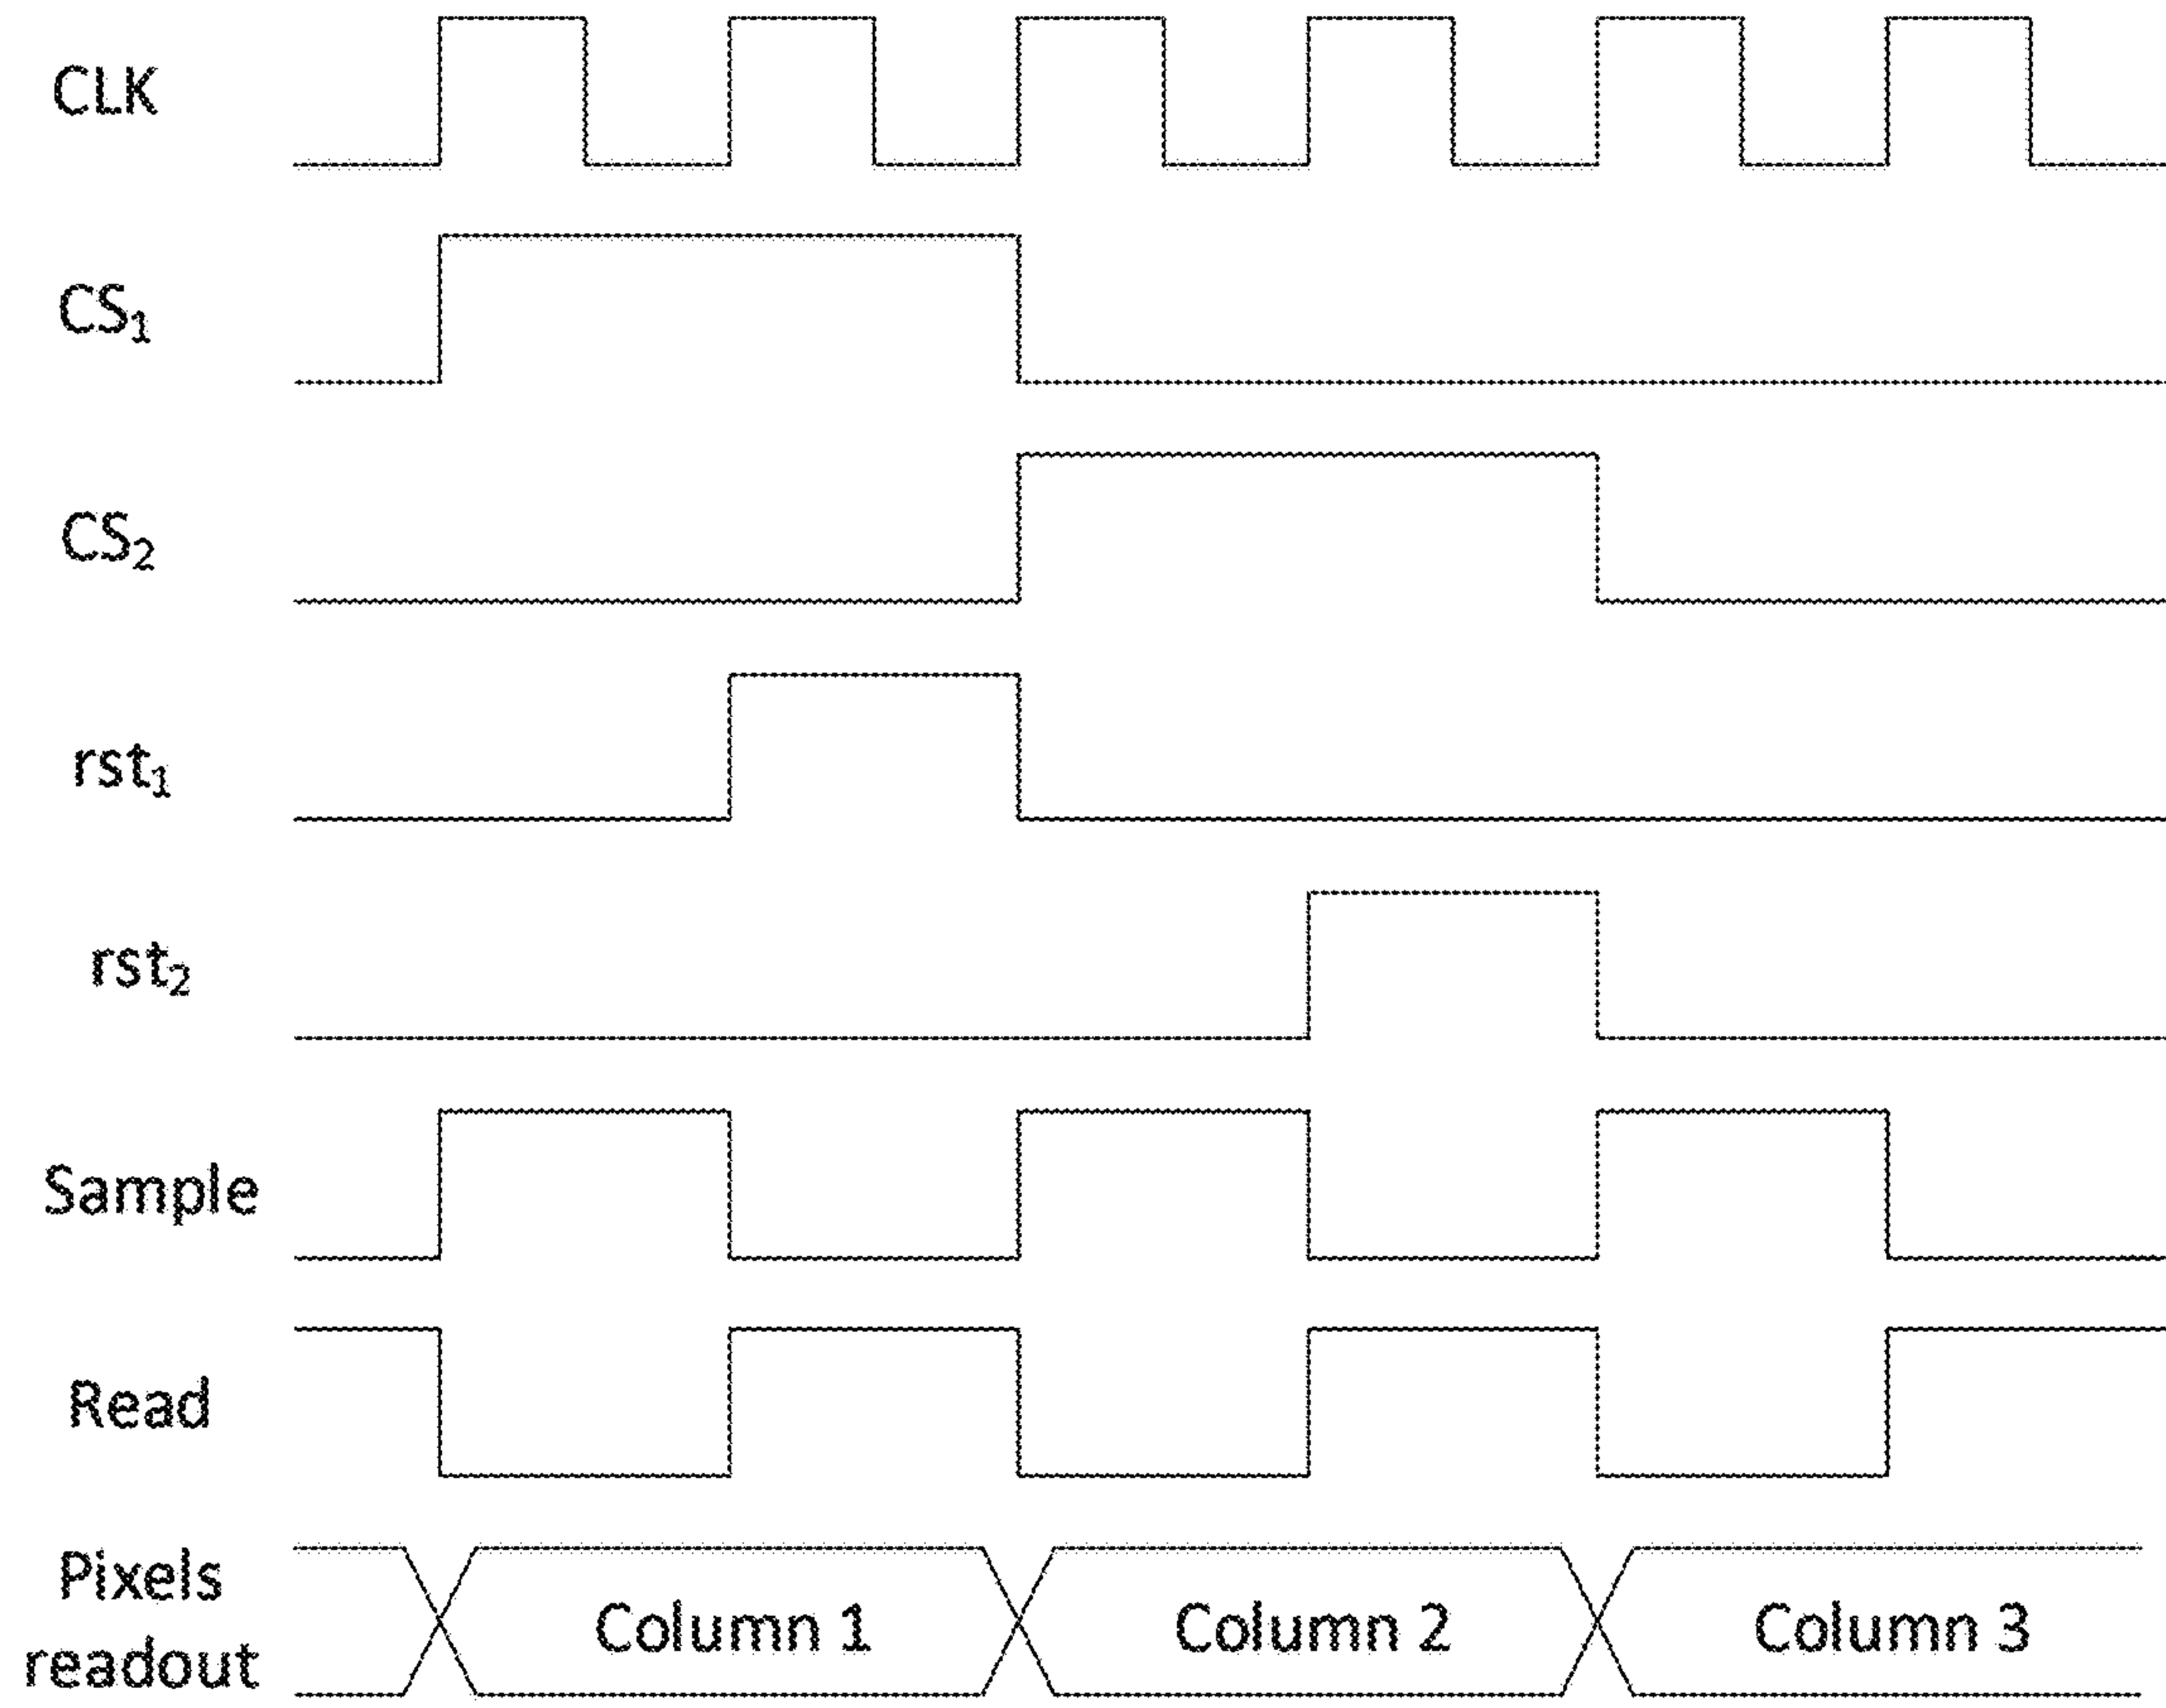 CLK
CS₁
CS₂
rst₁
rst₂
Sample
Read
Pixels
readout
Column 1
Column 2
Column 3